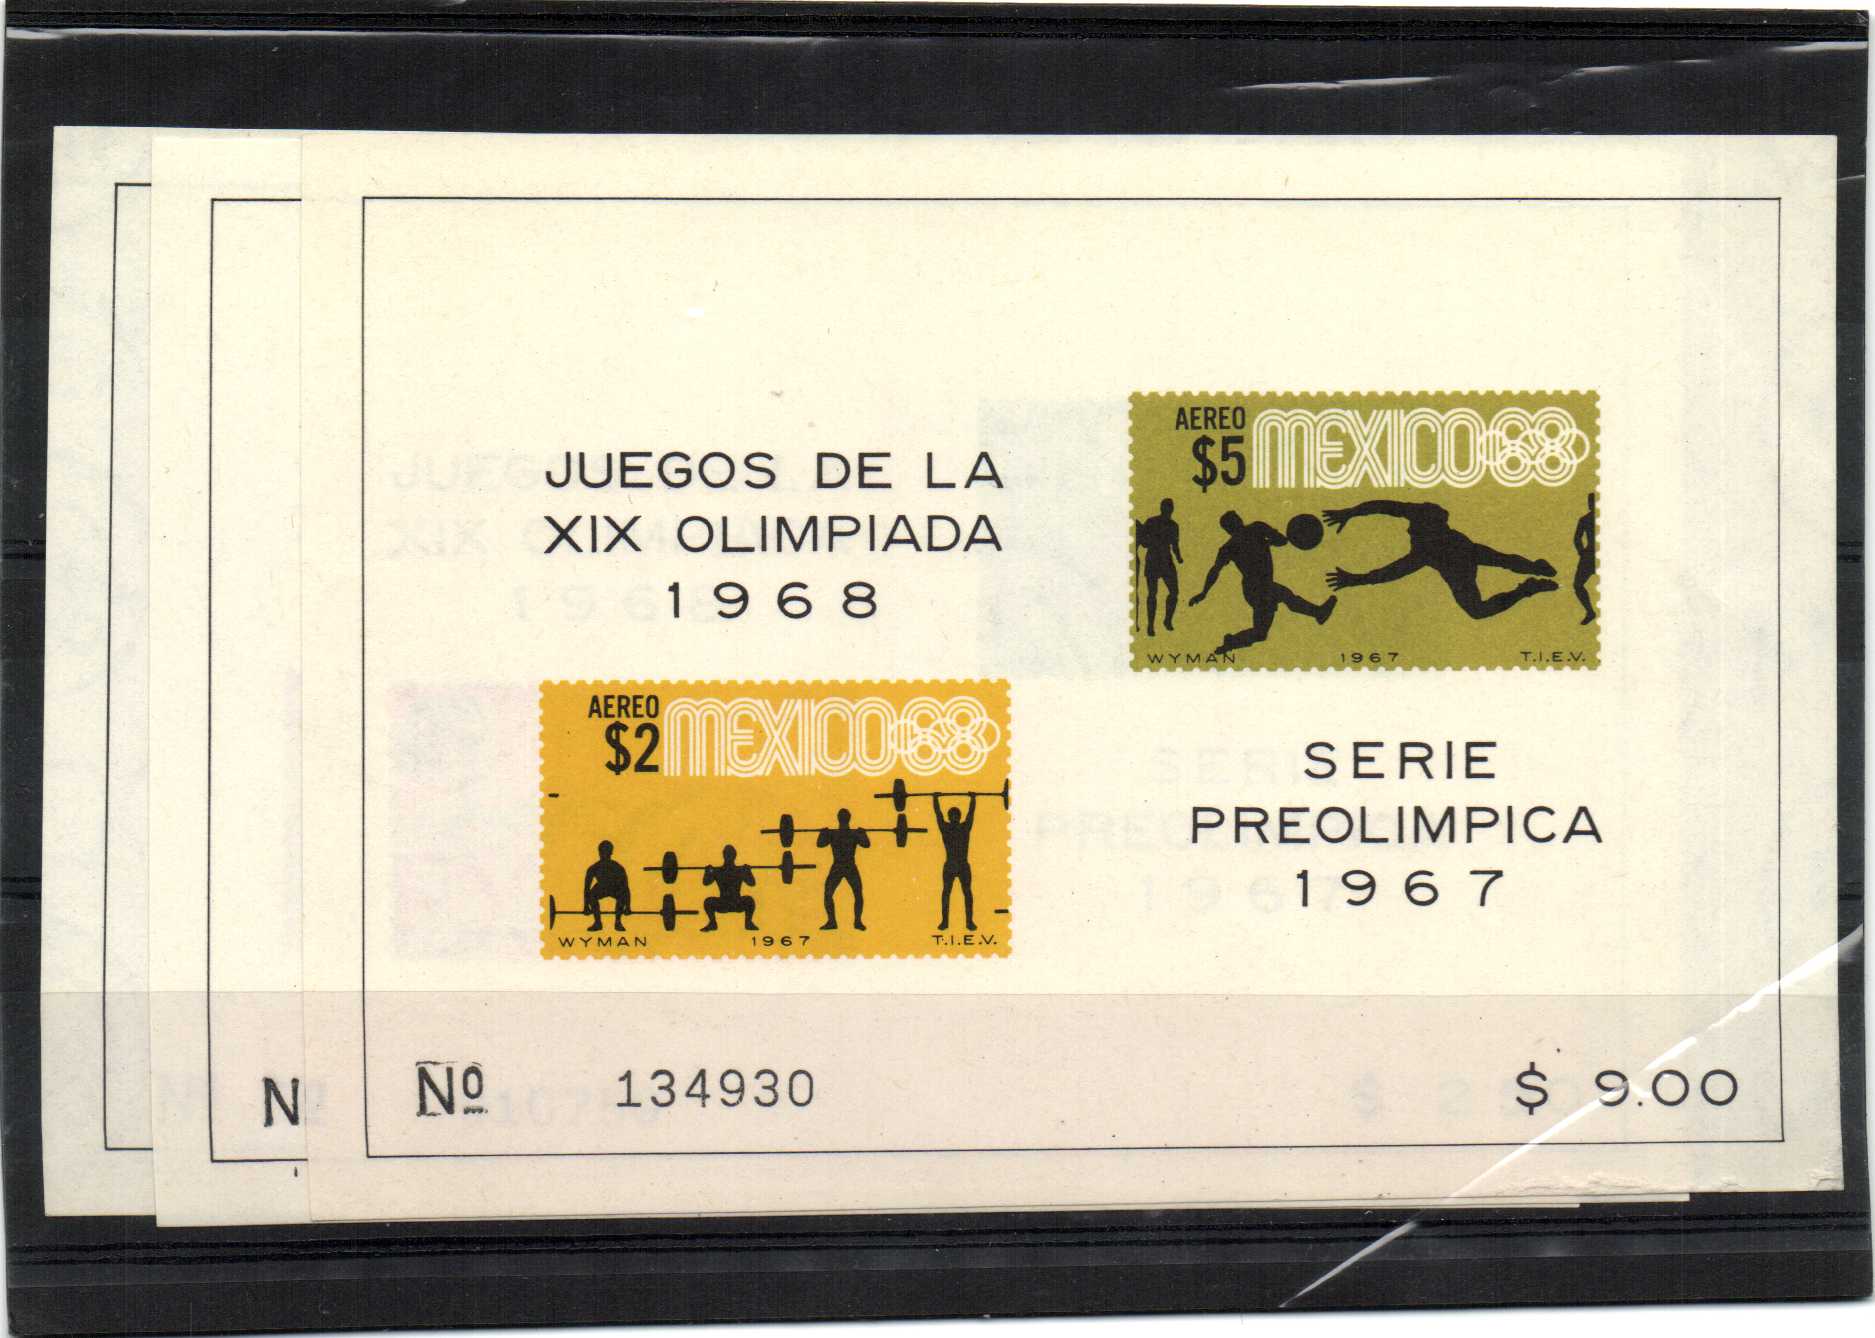 JUEGOS DE LA
XIX OLIMPIADA
1968
AEREO
$5 MEXICO68
WYMAN 1967 T.I.E.V.
AEREO
$2 MEXICO68
WYMAN 1967 T.I.E.V.
SERIE
PREOLIMPICA
1967
N
Nº 134930
$ 9.00